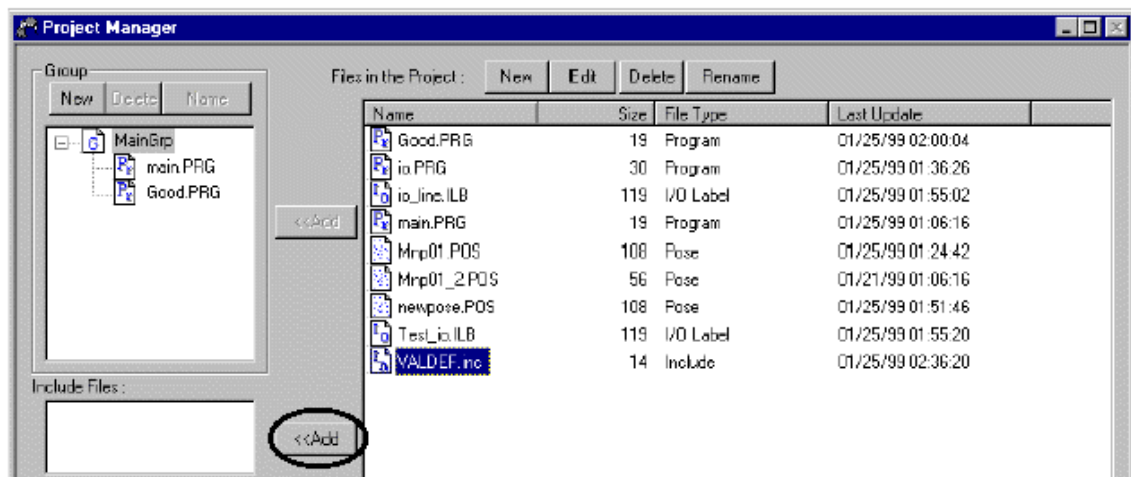 Project Manager
Group
New Delete Name
MainGrp
main.PRG
Good.PRG
Include Files :
<<Add
<<Add
Files in the Project : New Edit Delete Rename
Name Size File Type Last Update
Good.PRG 19 Program 01/25/99 02:00:04
io.PRG 30 Program 01/25/99 01:36:26
io_line.ILB 119 I/O Label 01/25/99 01:55:02
main.PRG 19 Program 01/25/99 01:06:16
Mnp01.POS 108 Pose 01/25/99 01:24:42
Mnp01_2.POS 56 Pose 01/21/99 01:06:16
newpose.POS 108 Pose 01/25/99 01:51:46
Test_io.ILB 119 I/O Label 01/25/99 01:55:20
VALDEF.inc 14 Include 01/25/99 02:36:20